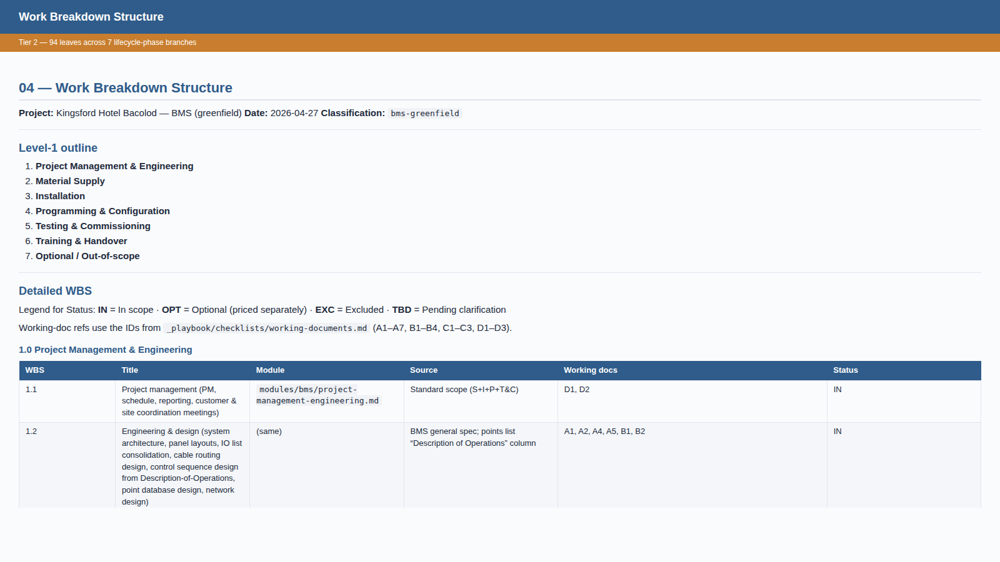 Work Breakdown Structure
Tier 2 — 94 leaves across 7 lifecycle-phase branches
04 — Work Breakdown Structure
Project: Kingsford Hotel Bacolod — BMS (greenfield) Date: 2026-04-27 Classification: bms-greenfield
Level-1 outline
1. Project Management & Engineering
2. Material Supply
3. Installation
4. Programming & Configuration
5. Testing & Commissioning
6. Training & Handover
7. Optional / Out-of-scope
Detailed WBS
Legend for Status: IN = In scope · OPT = Optional (priced separately) · EXC = Excluded · TBD = Pending clarification
Working-doc refs use the IDs from _playbook/checklists/working-documents.md (A1–A7, B1–B4, C1–C3, D1–D3).
1.0 Project Management & Engineering
WBS Title Module Source Working docs Status
1.1
Project management (PM,
schedule, reporting, customer &
site coordination meetings)
modules/bms/project-
management-engineering.md
Standard scope (S+I+P+T&C)
D1, D2
IN
1.2
Engineering & design (system
architecture, panel layouts, IO list
consolidation, cable routing
design, control sequence design
from Description-of-Operations,
point database design, network
design)
(same)
BMS general spec; points list
“Description of Operations” column
A1, A2, A4, A5, B1, B2
IN